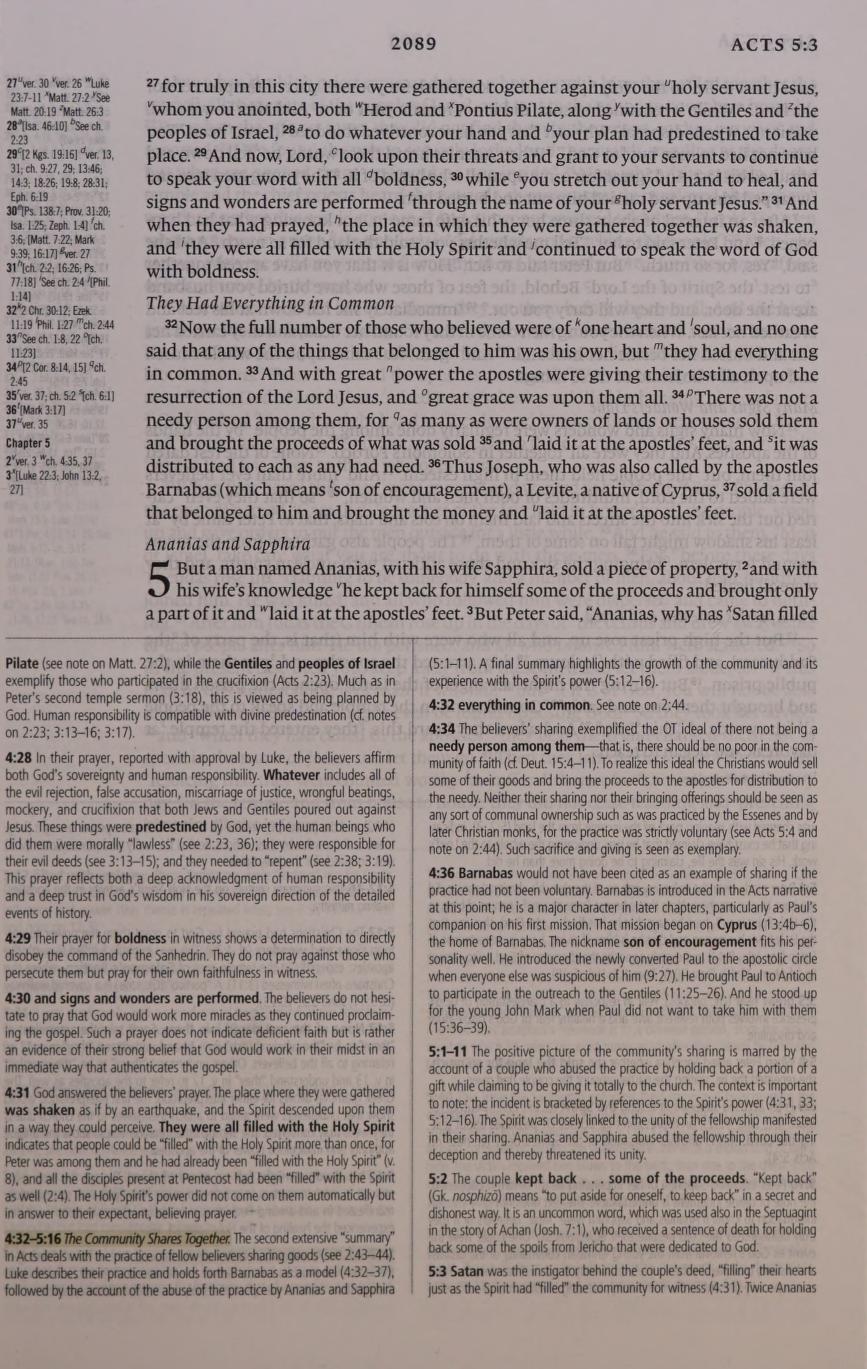 2089 ACTS 5:3
27 u ver. 30 v ver. 26 w Luke
23:7-11 x Matt. 27:2 y See
Matt. 20:19 z Matt. 26:3
28 a [Isa. 46:10] b See ch.
2:23
29 c [2 Kgs. 19:16] d ver. 13,
31; ch. 9:27, 29; 13:46;
14:3; 18:26; 19:8; 28:31;
Eph. 6:19
30 e [Ps. 138:7; Prov. 31:20;
Isa. 1:25; Zeph. 1:4] f ch.
3:6; [Matt. 7:22; Mark
9:39; 16:17] g ver. 27
31 h [ch. 2:2; 16:26; Ps.
77:18] i See ch. 2:4 j [Phil.
1:14]
32 k 2 Chr. 30:12; Ezek.
11:19 l Phil. 1:27 m ch. 2:44
33 n See ch. 1:8, 22 o [ch.
11:23]
34 p [2 Cor. 8:14, 15] q ch.
2:45
35 r ver. 37; ch. 5:2 s [ch. 6:1]
36 t [Mark 3:17]
37 u ver. 35
Chapter 5
2 v ver. 3 w ch. 4:35, 37
3 x [Luke 22:3; John 13:2,
27]
27 for truly in this city there were gathered together against your u holy servant Jesus,
v whom you anointed, both w Herod and x Pontius Pilate, along y with the Gentiles and z the
peoples of Israel, 28 a to do whatever your hand and b your plan had predestined to take
place. 29 And now, Lord, c look upon their threats and grant to your servants to continue
to speak your word with all d boldness, 30 while e you stretch out your hand to heal, and
signs and wonders are performed f through the name of your g holy servant Jesus.” 31 And
when they had prayed, h the place in which they were gathered together was shaken,
and i they were all filled with the Holy Spirit and j continued to speak the word of God
with boldness.
They Had Everything in Common
32 Now the full number of those who believed were of k one heart and l soul, and no one
said that any of the things that belonged to him was his own, but m they had everything
in common. 33 And with great n power the apostles were giving their testimony to the
resurrection of the Lord Jesus, and o great grace was upon them all. 34 p There was not a
needy person among them, for q as many as were owners of lands or houses sold them
and brought the proceeds of what was sold 35 and r laid it at the apostles’ feet, and s it was
distributed to each as any had need. 36 Thus Joseph, who was also called by the apostles
Barnabas (which means t son of encouragement), a Levite, a native of Cyprus, 37 sold a field
that belonged to him and brought the money and u laid it at the apostles’ feet.
Ananias and Sapphira
5 But a man named Ananias, with his wife Sapphira, sold a piece of property, 2 and with
his wife’s knowledge v he kept back for himself some of the proceeds and brought only
a part of it and w laid it at the apostles’ feet. 3 But Peter said, “Ananias, why has x Satan filled
Pilate (see note on Matt. 27:2), while the Gentiles and peoples of Israel
exemplify those who participated in the crucifixion (Acts 2:23). Much as in
Peter’s second temple sermon (3:18), this is viewed as being planned by
God. Human responsibility is compatible with divine predestination (cf. notes
on 2:23; 3:13–16; 3:17).
4:28 In their prayer, reported with approval by Luke, the believers affirm
both God’s sovereignty and human responsibility. Whatever includes all of
the evil rejection, false accusation, miscarriage of justice, wrongful beatings,
mockery, and crucifixion that both Jews and Gentiles poured out against
Jesus. These things were predestined by God, yet the human beings who
did them were morally “lawless” (see 2:23, 36); they were responsible for
their evil deeds (see 3:13–15); and they needed to “repent” (see 2:38; 3:19).
This prayer reflects both a deep acknowledgment of human responsibility
and a deep trust in God’s wisdom in his sovereign direction of the detailed
events of history.
4:29 Their prayer for boldness in witness shows a determination to directly
disobey the command of the Sanhedrin. They do not pray against those who
persecute them but pray for their own faithfulness in witness.
4:30 and signs and wonders are performed. The believers do not hesi-
tate to pray that God would work more miracles as they continued proclaim-
ing the gospel. Such a prayer does not indicate deficient faith but is rather
an evidence of their strong belief that God would work in their midst in an
immediate way that authenticates the gospel.
4:31 God answered the believers’ prayer. The place where they were gathered
was shaken as if by an earthquake, and the Spirit descended upon them
in a way they could perceive. They were all filled with the Holy Spirit
indicates that people could be “filled” with the Holy Spirit more than once, for
Peter was among them and he had already been “filled with the Holy Spirit” (v.
8), and all the disciples present at Pentecost had been “filled” with the Spirit
as well (2:4). The Holy Spirit’s power did not come on them automatically but
in answer to their expectant, believing prayer.
4:32–5:16 The Community Shares Together. The second extensive “summary”
in Acts deals with the practice of fellow believers sharing goods (see 2:43–44).
Luke describes their practice and holds forth Barnabas as a model (4:32–37),
followed by the account of the abuse of the practice by Ananias and Sapphira
(5:1–11). A final summary highlights the growth of the community and its
experience with the Spirit’s power (5:12–16).
4:32 everything in common. See note on 2:44.
4:34 The believers’ sharing exemplified the OT ideal of there not being a
needy person among them—that is, there should be no poor in the com-
munity of faith (cf. Deut. 15:4–11). To realize this ideal the Christians would sell
some of their goods and bring the proceeds to the apostles for distribution to
the needy. Neither their sharing nor their bringing offerings should be seen as
any sort of communal ownership such as was practiced by the Essenes and by
later Christian monks, for the practice was strictly voluntary (see Acts 5:4 and
note on 2:44). Such sacrifice and giving is seen as exemplary.
4:36 Barnabas would not have been cited as an example of sharing if the
practice had not been voluntary. Barnabas is introduced in the Acts narrative
at this point; he is a major character in later chapters, particularly as Paul’s
companion on his first mission. That mission began on Cyprus (13:4b–6),
the home of Barnabas. The nickname son of encouragement fits his per-
sonality well. He introduced the newly converted Paul to the apostolic circle
when everyone else was suspicious of him (9:27). He brought Paul to Antioch
to participate in the outreach to the Gentiles (11:25–26). And he stood up
for the young John Mark when Paul did not want to take him with them
(15:36–39).
5:1–11 The positive picture of the community’s sharing is marred by the
account of a couple who abused the practice by holding back a portion of a
gift while claiming to be giving it totally to the church. The context is important
to note: the incident is bracketed by references to the Spirit’s power (4:31, 33;
5:12–16). The Spirit was closely linked to the unity of the fellowship manifested
in their sharing. Ananias and Sapphira abused the fellowship through their
deception and thereby threatened its unity.
5:2 The couple kept back . . . some of the proceeds. “Kept back”
(Gk. nosphizō) means “to put aside for oneself, to keep back” in a secret and
dishonest way. It is an uncommon word, which was used also in the Septuagint
in the story of Achan (Josh. 7:1), who received a sentence of death for holding
back some of the spoils from Jericho that were dedicated to God.
5:3 Satan was the instigator behind the couple’s deed, “filling” their hearts
just as the Spirit had “filled” the community for witness (4:31). Twice Ananias